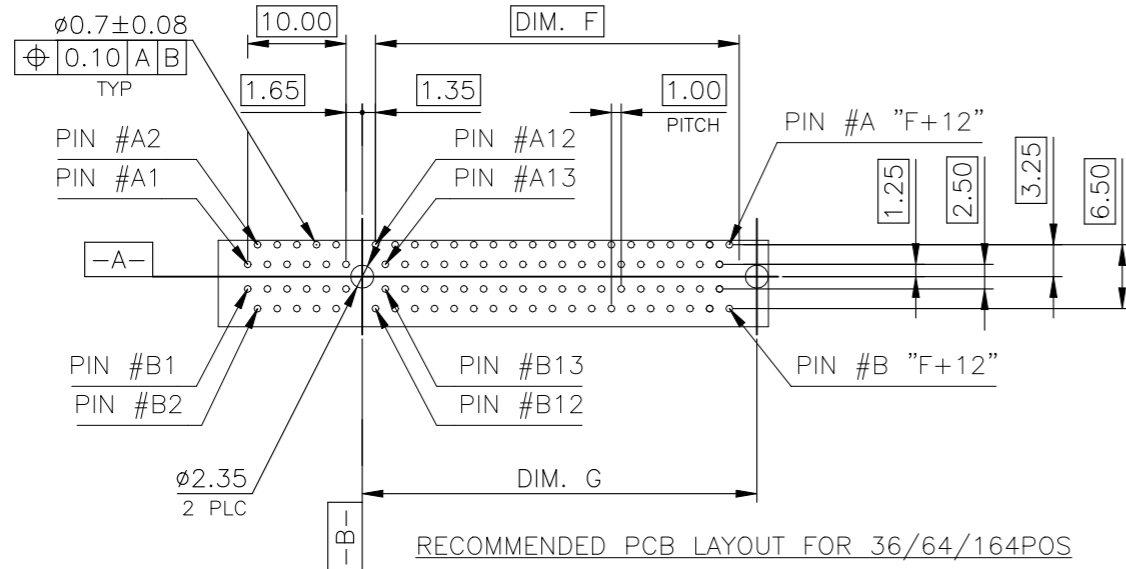 ø0.7±0.08
⌖ 0.10 A B
TYP
10.00
DIM. F
1.65
1.35
1.00
PITCH
PIN #A2
PIN #A1
PIN #A12
PIN #A13
PIN #A "F+12"
1.25
2.50
3.25
6.50
-A-
PIN #B1
PIN #B2
PIN #B13
PIN #B12
PIN #B "F+12"
ø2.35
2 PLC
DIM. G
-B-
RECOMMENDED PCB LAYOUT FOR 36/64/164POS